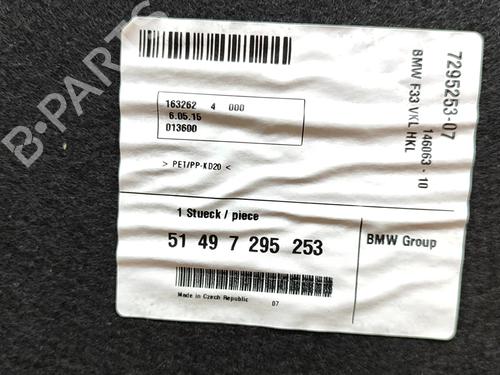 B-PARTS
163262 4 000
6.05.15
013600
> PET/PP-KD20 <
1 Stueck / piece
51 49 7 295 253
Made in Czech Republic 07
7295253-07
146063 - 10
BMW F33 VKL HKL
BMW Group